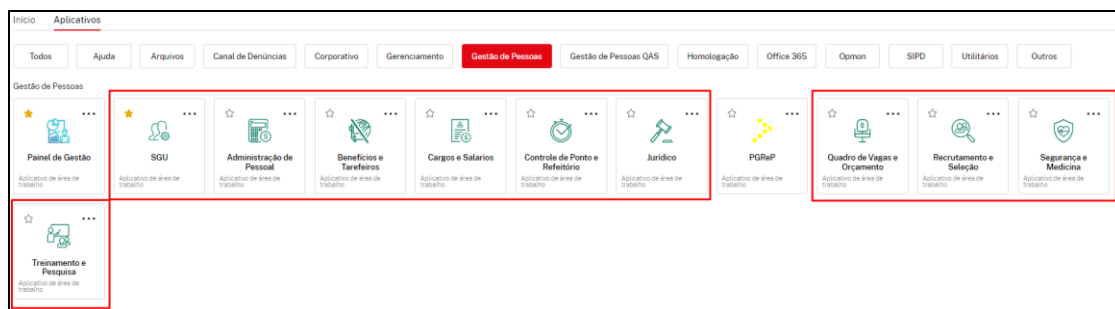 Início Aplicativos
Todos Ajuda Arquivos Canal de Denúncias Corporativo Gerenciamento Gestão de Pessoas Gestão de Pessoas QAS Homologação Office 365 Opmon SIPD Utilitários Outros
Gestão de Pessoas
Painel de Gestão
Aplicativo de área de
trabalho
SGU
Aplicativo de área de
trabalho
Administração de
Pessoal
Aplicativo de área de
trabalho
Benefícios e
Tarefeiros
Aplicativo de área de
trabalho
Cargos e Salarios
Aplicativo de área de
trabalho
Controle de Ponto e
Refeitório
Aplicativo de área de
trabalho
Jurídico
Aplicativo de área de
trabalho
PGReP
Aplicativo de área de
trabalho
Quadro de Vagas e
Orçamento
Aplicativo de área de
trabalho
Recrutamento e
Seleção
Aplicativo de área de
trabalho
Segurança e
Medicina
Aplicativo de área de
trabalho
Treinamento e
Pesquisa
Aplicativo de área de
trabalho